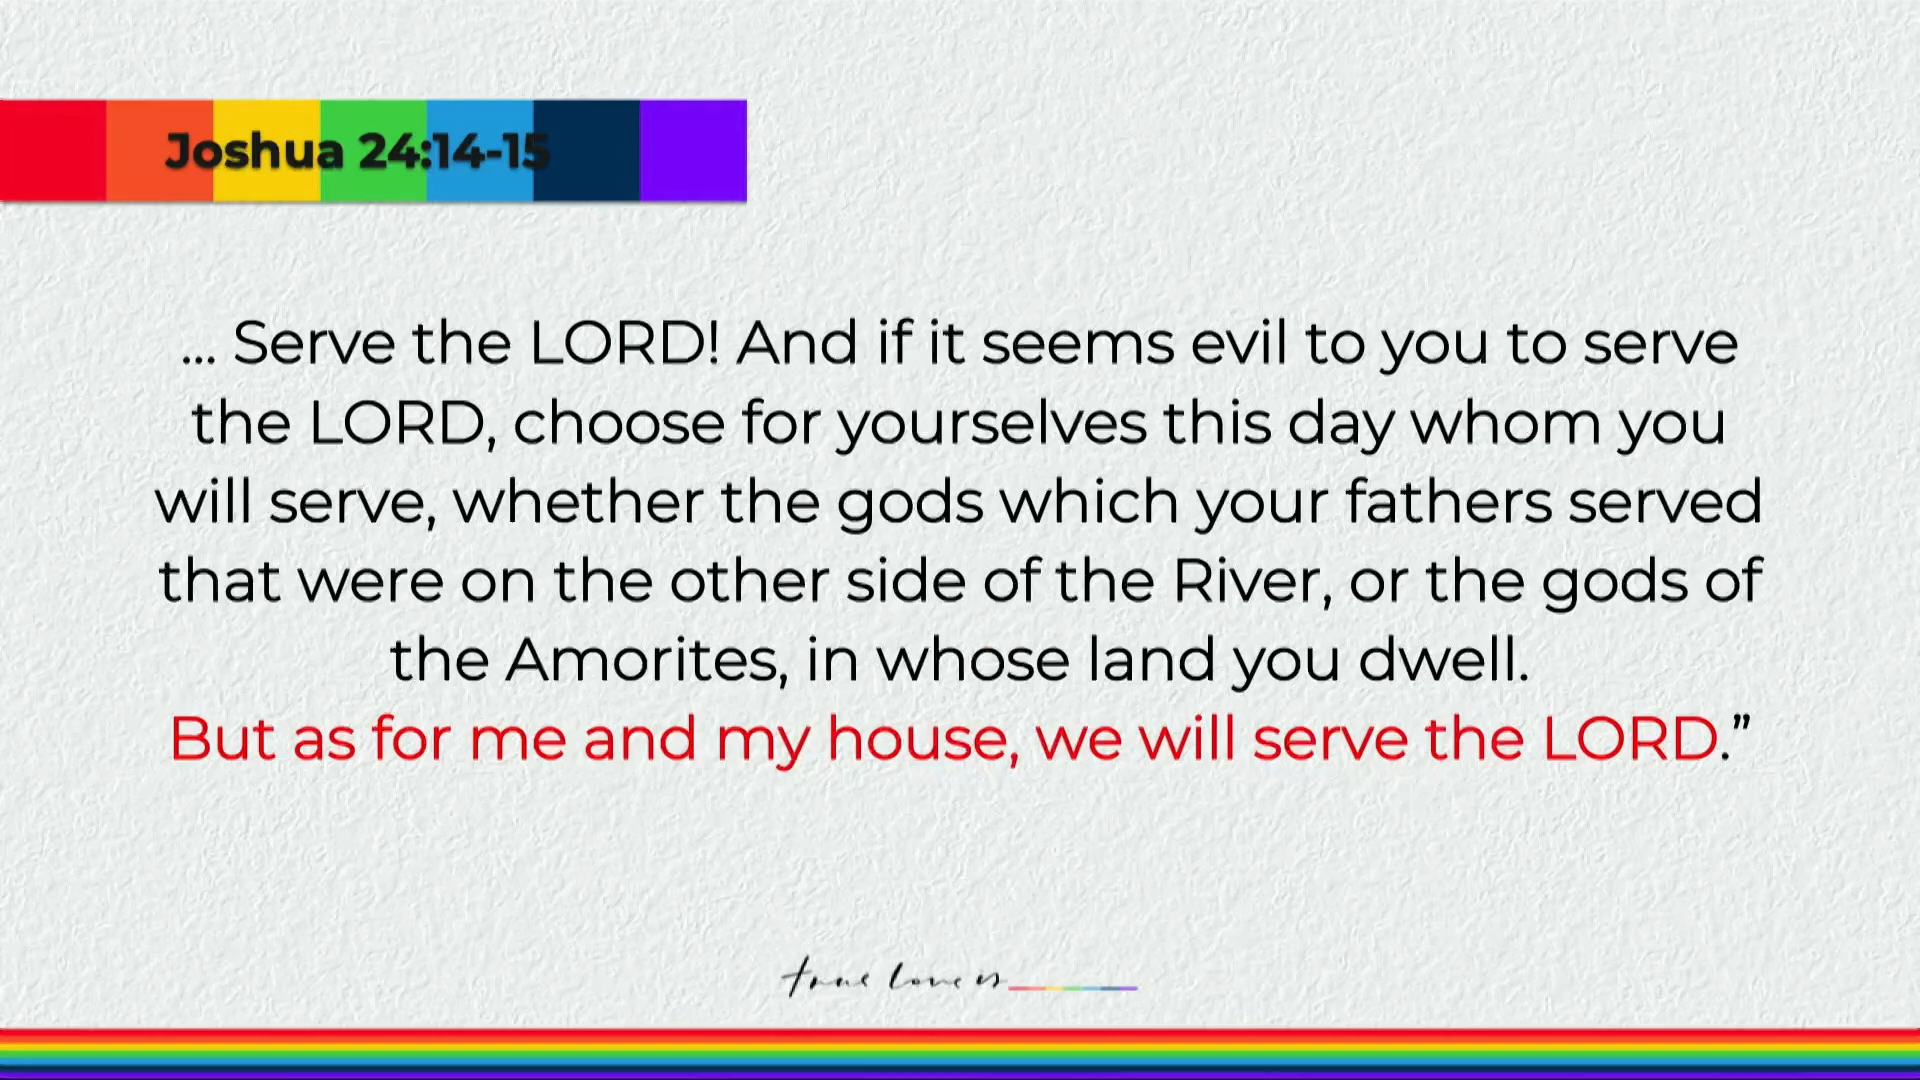 Joshua 24:14-15
... Serve the LORD! And if it seems evil to you to serve
the LORD, choose for yourselves this day whom you
will serve, whether the gods which your fathers served
that were on the other side of the River, or the gods of
the Amorites, in whose land you dwell.
But as for me and my house, we will serve the LORD.”
true love is